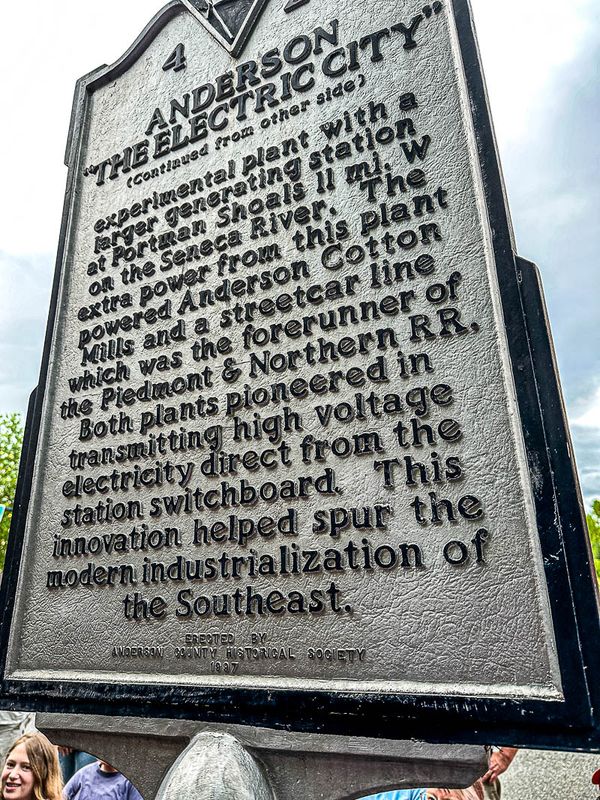 4 2
ANDERSON
"THE ELECTRIC CITY"
(Continued from other side)
experimental plant with a
larger generating station
at Portman Shoals 11 mi. W
on the Seneca River. The
extra power from this plant
powered Anderson Cotton
Mills and a streetcar line
which was the forerunner of
the Piedmont & Northern RR.
Both plants pioneered in
transmitting high voltage
electricity direct from the
station switchboard. This
innovation helped spur the
modern industrialization of
the Southeast.
ERECTED BY
ANDERSON COUNTY HISTORICAL SOCIETY
1997